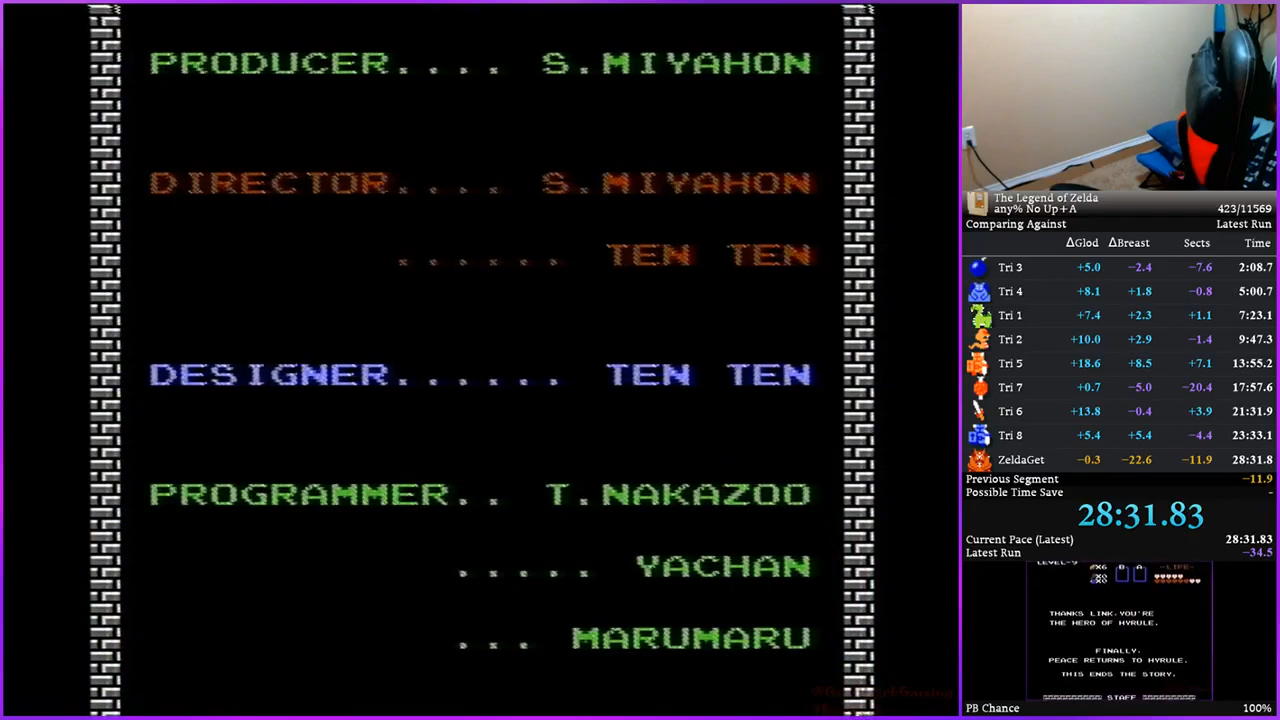 PRODUCER.... S.MIYAHON
DIRECTOR.... S.MIYAHON
...... TEN TEN
DESIGNER...... TEN TEN
PROGRAMMER.. T.NAKAZOO
..... YACHAN
... MARUMARU
The Legend of Zelda
any% No Up+A 423/11569
Comparing Against Latest Run
ΔGlod ΔBreast Sects Time
Tri 3 +5.0 −2.4 −7.6 2:08.7
Tri 4 +8.1 +1.8 −0.8 5:00.7
Tri 1 +7.4 +2.3 +1.1 7:23.1
Tri 2 +10.0 +2.9 −1.4 9:47.3
Tri 5 +18.6 +8.5 +7.1 13:55.2
Tri 7 +0.7 −5.0 −20.4 17:57.6
Tri 6 +13.8 −0.4 +3.9 21:31.9
Tri 8 +5.4 +5.4 −4.4 23:33.1
ZeldaGet −0.3 −22.6 −11.9 28:31.8
Previous Segment −11.9
Possible Time Save -
28:31.83
Current Pace (Latest) 28:31.83
Latest Run −34.5
LEVEL-9
X6 B A -LIFE-
X0
THANKS LINK,YOU'RE
THE HERO OF HYRULE.
FINALLY,
PEACE RETURNS TO HYRULE.
THIS ENDS THE STORY.
STAFF
PB Chance 100%